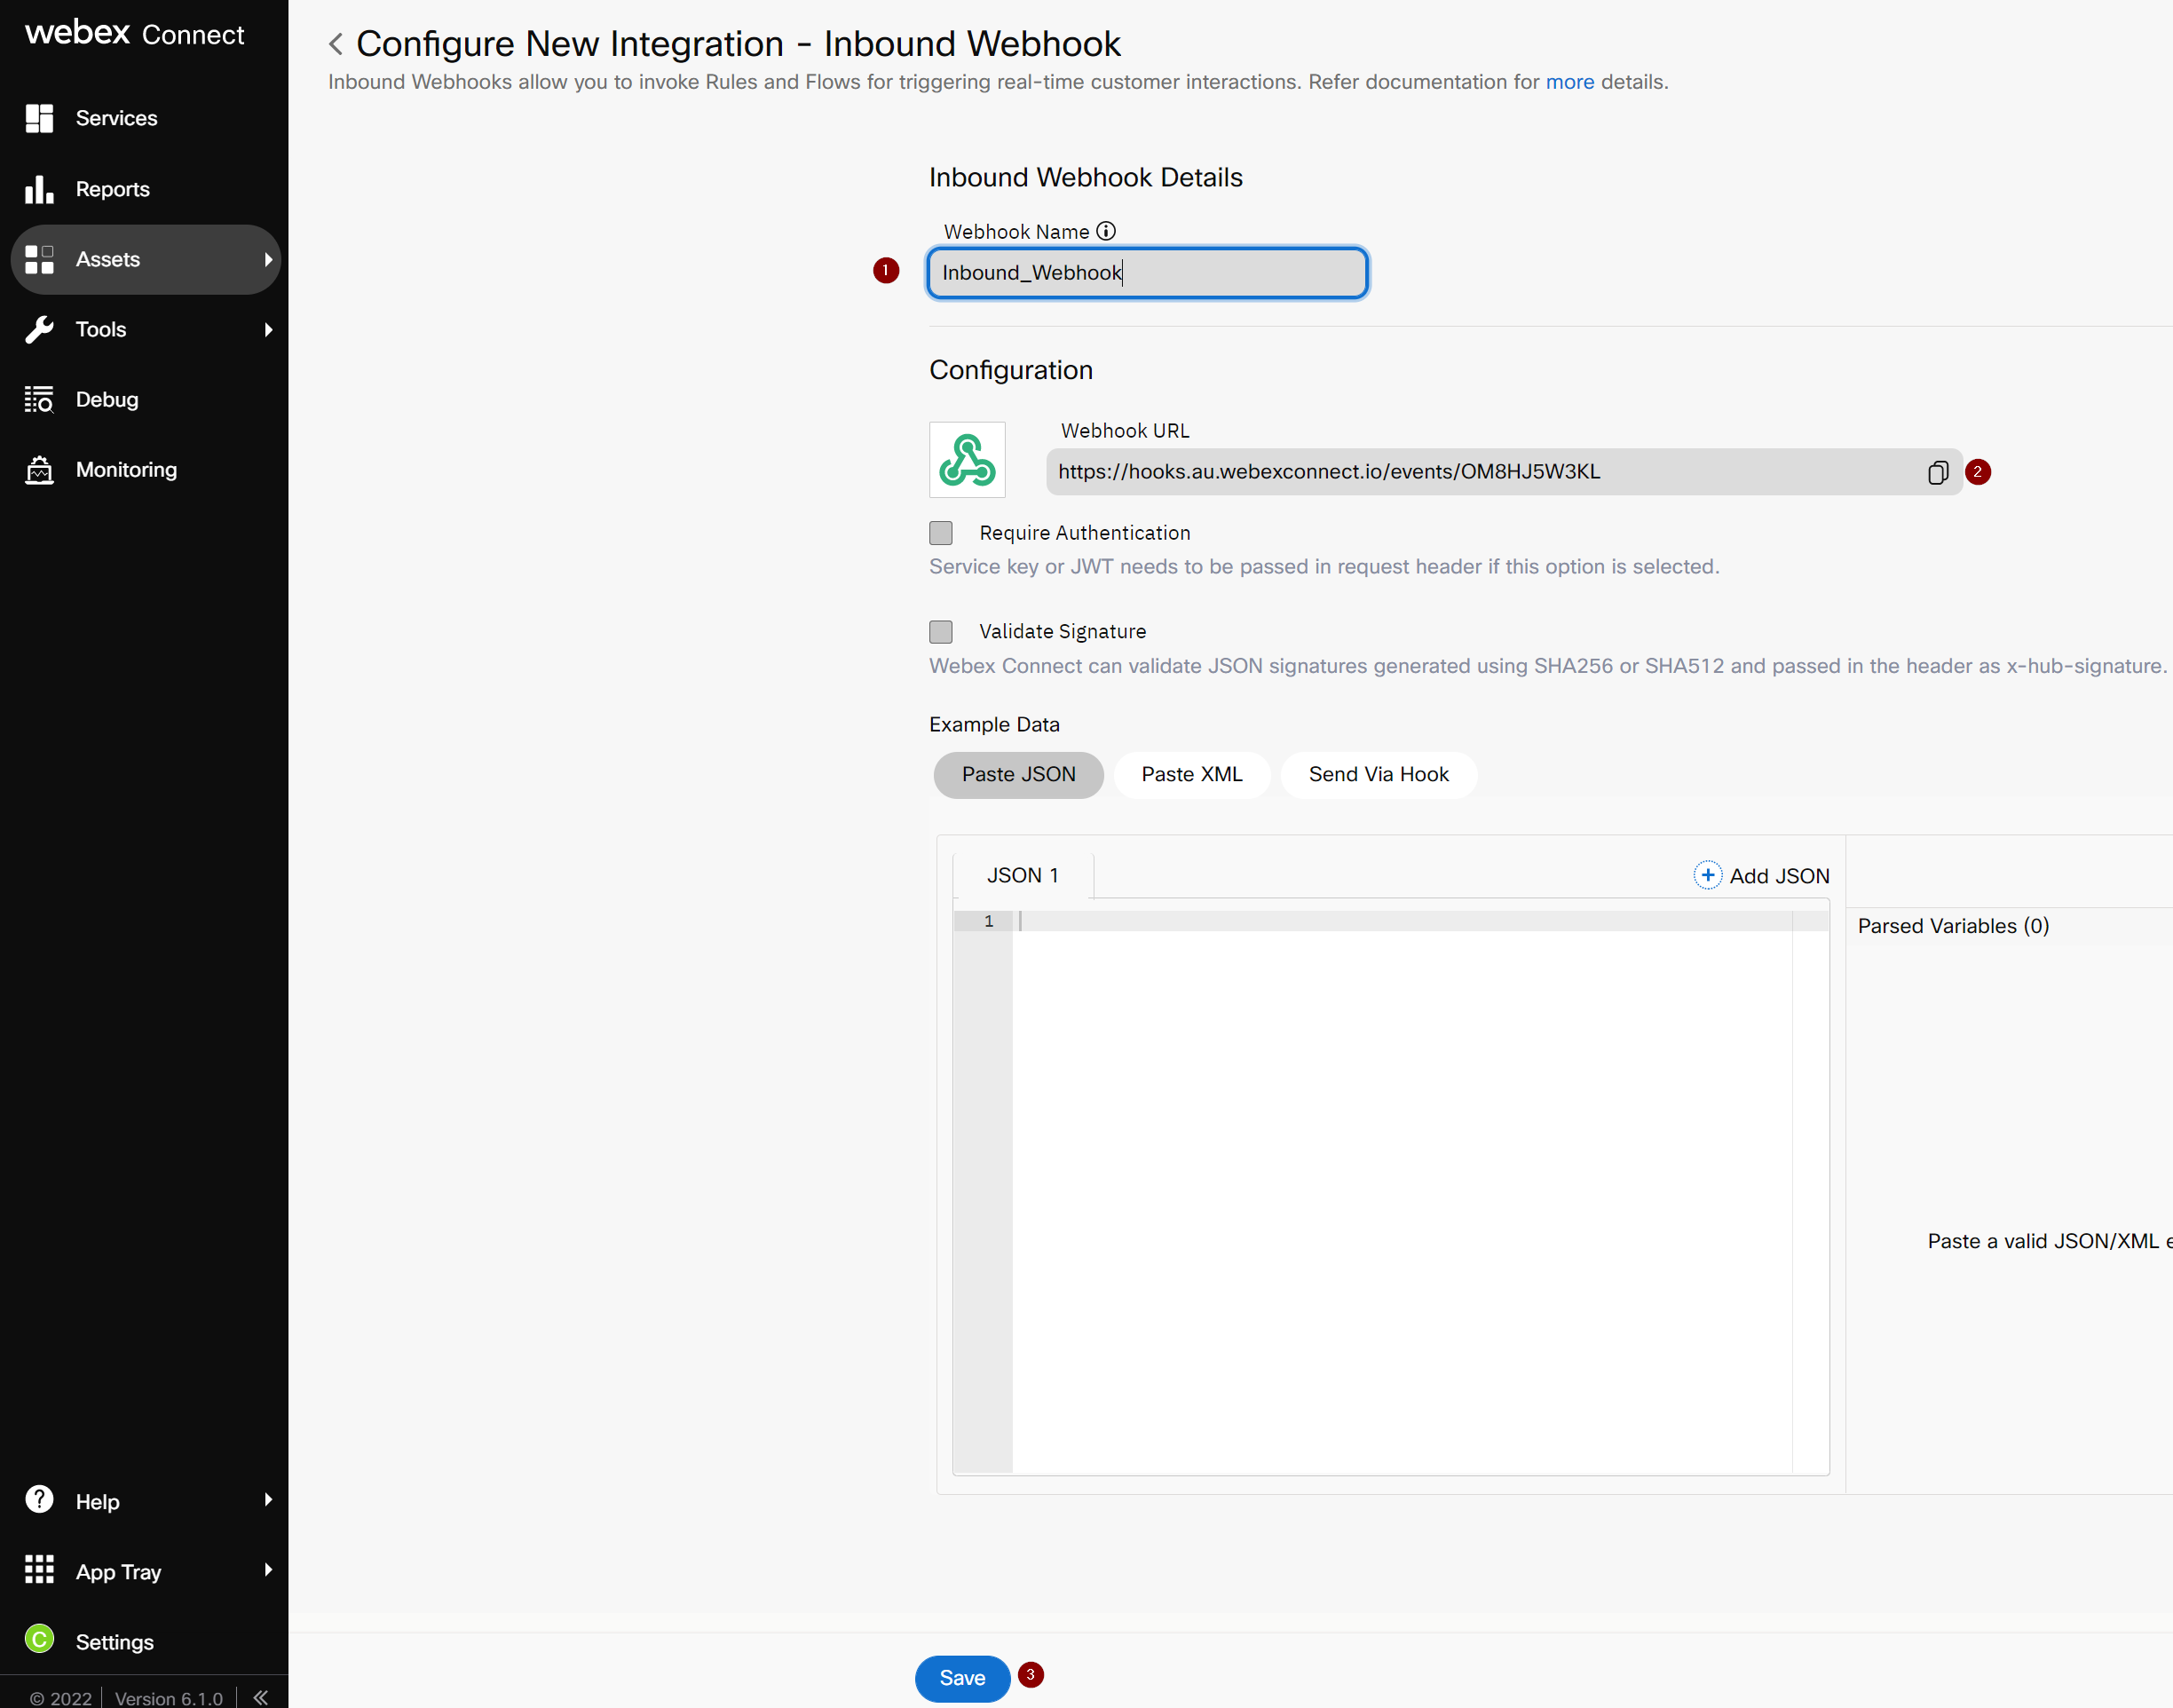 webex Connect
Services
Reports
Assets
Tools
Debug
Monitoring
Help
App Tray
C
Settings
© 2022
Version 6.1.0
Configure New Integration - Inbound Webhook
Inbound Webhooks allow you to invoke Rules and Flows for triggering real-time customer interactions. Refer documentation for more details.
Inbound Webhook Details
Webhook Name
1
Inbound_Webhook
Configuration
Webhook URL
https://hooks.au.webexconnect.io/events/OM8HJ5W3KL
2
Require Authentication
Service key or JWT needs to be passed in request header if this option is selected.
Validate Signature
Webex Connect can validate JSON signatures generated using SHA256 or SHA512 and passed in the header as x-hub-signature.
Example Data
Paste JSON
Paste XML
Send Via Hook
JSON 1
+ Add JSON
1
Parsed Variables (0)
Paste a valid JSON/XML
Save
3